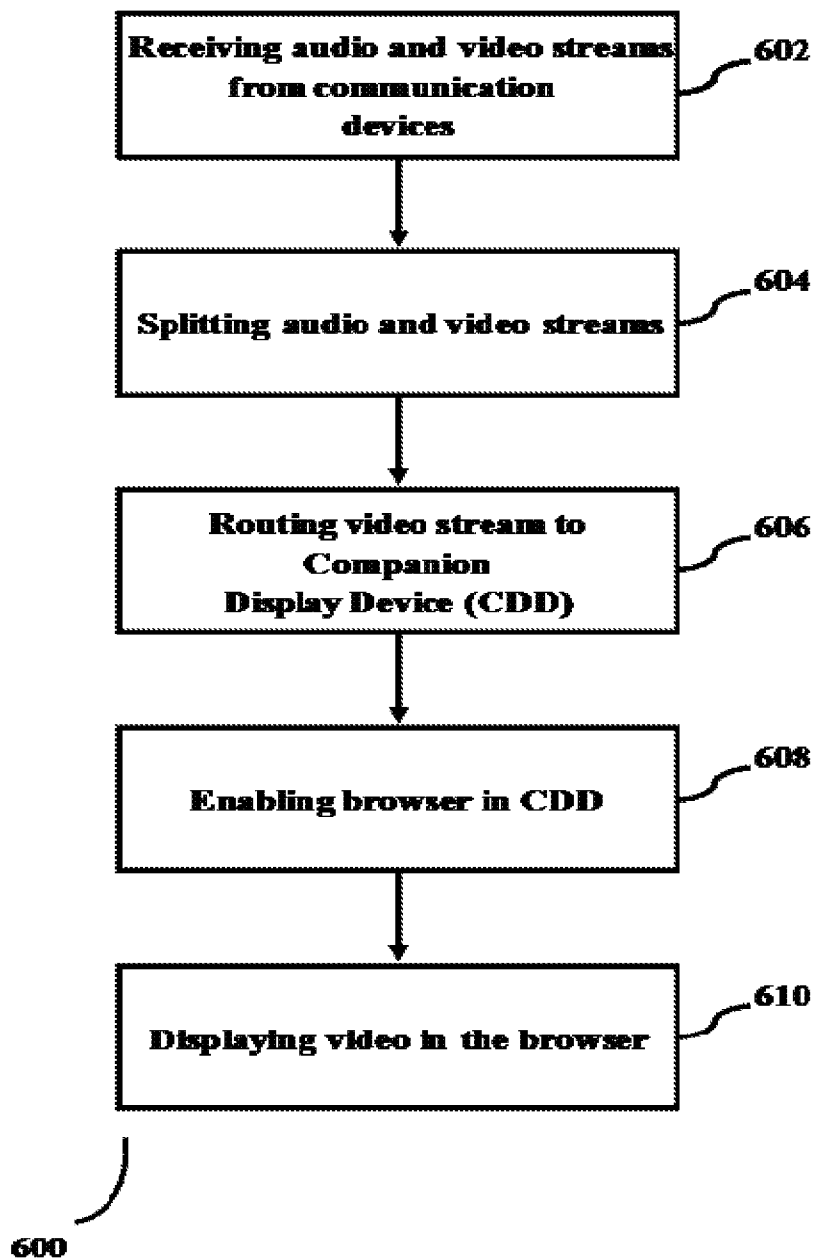 Receiving audio and video streams
from communication
devices
602
Splitting audio and video streams
604
Routing video stream to
Companion
Display Device (CDD)
606
Enabling browser in CDD
608
Displaying video in the browser
610
600